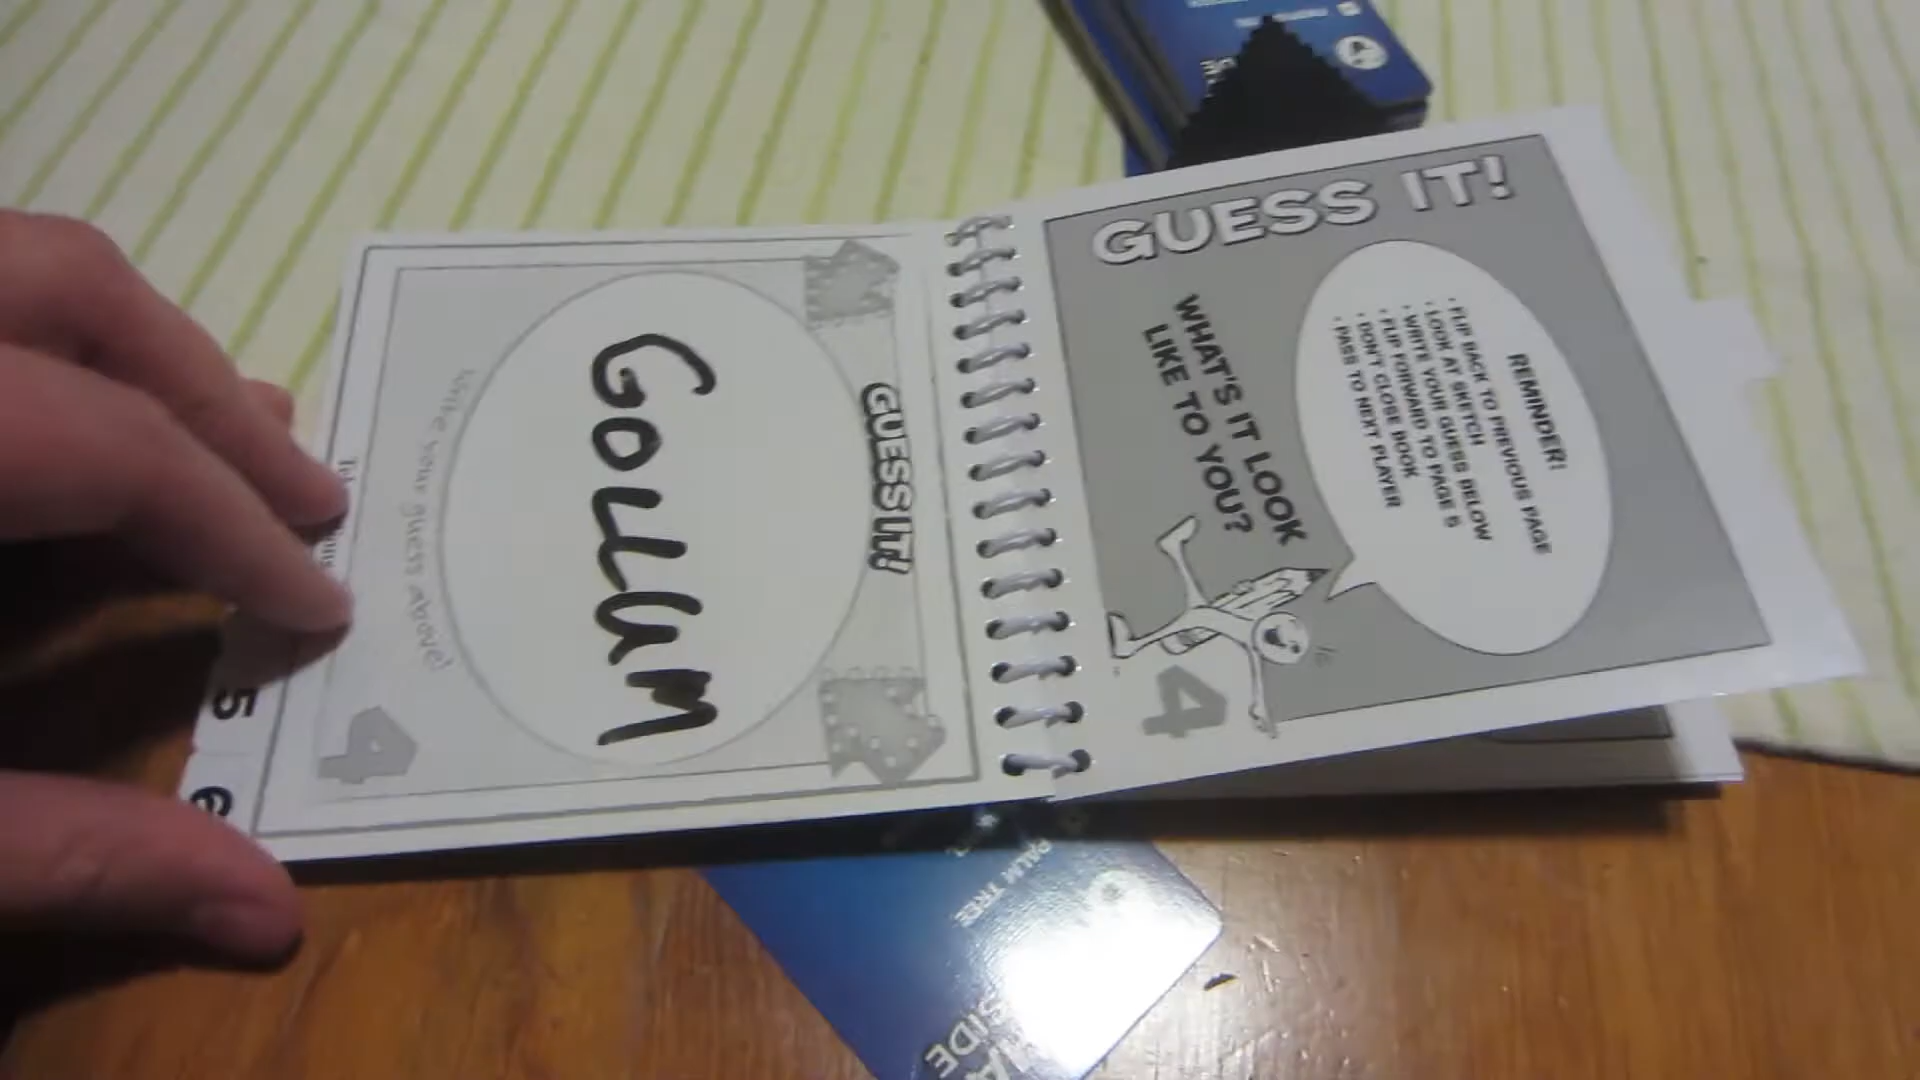 GUESS IT!
REMINDER!
• FLIP BACK TO PREVIOUS PAGE
• LOOK AT SKETCH
• WRITE YOUR GUESS BELOW
• FLIP FORWARD TO PAGE 5
• DON'T CLOSE BOOK
• PASS TO NEXT PLAYER
WHAT'S IT LOOK
LIKE TO YOU?
4
GUESS IT!
GOLLUM
Write your guess above!
4
5
6
PALM TREE
A
SIDE